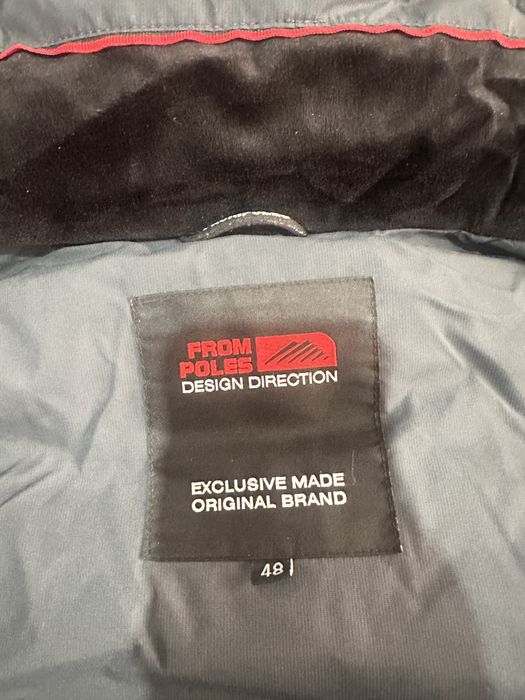 FROM
POLES
DESIGN DIRECTION
EXCLUSIVE MADE
ORIGINAL BRAND
48